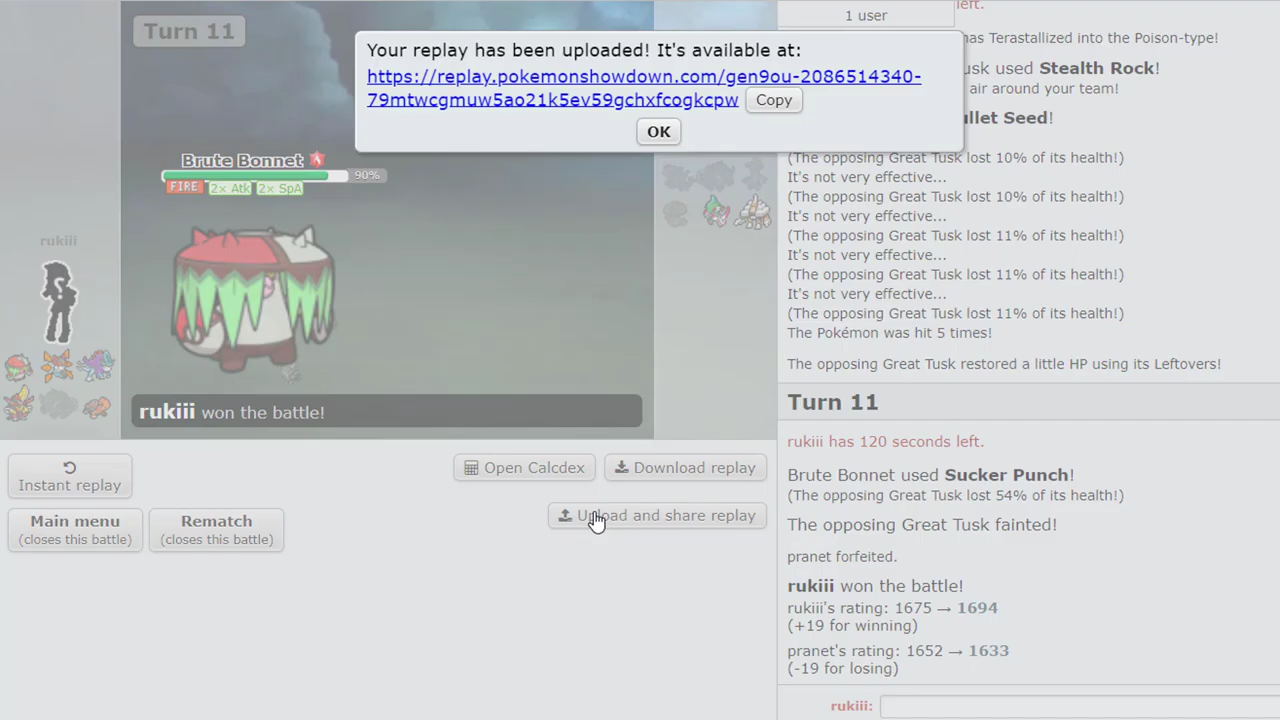 Turn 11
Your replay has been uploaded! It's available at:
https://replay.pokemonshowdown.com/gen9ou-2086514340-
79mtwcgmuw5ao21k5ev59gchxfcogkcpw Copy
OK
Brute Bonnet
90%
FIRE 2× Atk 2× SpA
rukiii
rukiii won the battle!
Instant replay
Open Calcdex
Download replay
Upload and share replay
Main menu
(closes this battle)
Rematch
(closes this battle)
left.
1 user
has Terastallized into the Poison-type!
usk used Stealth Rock!
air around your team!
ullet Seed!
(The opposing Great Tusk lost 10% of its health!)
It's not very effective...
(The opposing Great Tusk lost 10% of its health!)
It's not very effective...
(The opposing Great Tusk lost 11% of its health!)
It's not very effective...
(The opposing Great Tusk lost 11% of its health!)
It's not very effective...
(The opposing Great Tusk lost 11% of its health!)
The Pokémon was hit 5 times!
The opposing Great Tusk restored a little HP using its Leftovers!
Turn 11
rukiii has 120 seconds left.
Brute Bonnet used Sucker Punch!
(The opposing Great Tusk lost 54% of its health!)
The opposing Great Tusk fainted!
pranet forfeited.
rukiii won the battle!
rukiii's rating: 1675 → 1694
(+19 for winning)
pranet's rating: 1652 → 1633
(-19 for losing)
rukiii: